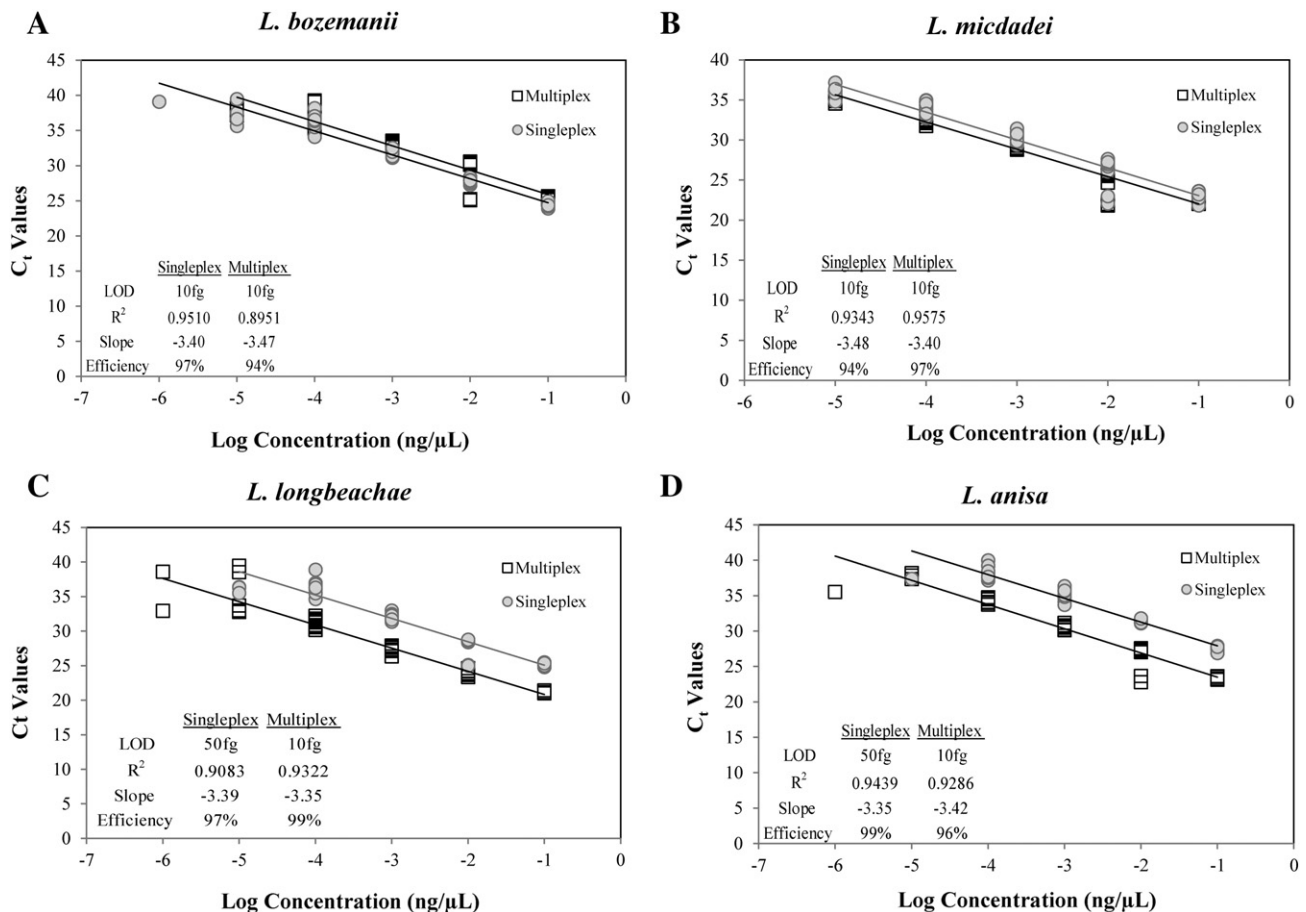 A
L. bozemanii
45
40
35
30
25
20
15
10
5
0
C<sub>t</sub> Values
Multiplex
Singleplex
Singleplex Multiplex
LOD 10fg 10fg
R² 0.9510 0.8951
Slope -3.40 -3.47
Efficiency 97% 94%
-7 -6 -5 -4 -3 -2 -1 0
Log Concentration (ng/µL)
B
L. micdadei
40
35
30
25
20
15
10
5
0
C<sub>t</sub> Values
Multiplex
Singleplex
Singleplex Multiplex
LOD 10fg 10fg
R² 0.9343 0.9575
Slope -3.48 -3.40
Efficiency 94% 97%
-6 -5 -4 -3 -2 -1 0
Log Concentration (ng/µL)
C
L. longbeachae
45
40
35
30
25
20
15
10
5
0
Ct Values
Multiplex
Singleplex
Singleplex Multiplex
LOD 50fg 10fg
R² 0.9083 0.9322
Slope -3.39 -3.35
Efficiency 97% 99%
-7 -6 -5 -4 -3 -2 -1 0
Log Concentration (ng/µL)
D
L. anisa
45
40
35
30
25
20
15
10
5
0
C<sub>t</sub> Values
Multiplex
Singleplex
Singleplex Multiplex
LOD 50fg 10fg
R² 0.9439 0.9286
Slope -3.35 -3.42
Efficiency 99% 96%
-7 -6 -5 -4 -3 -2 -1 0
Log Concentration (ng/µL)